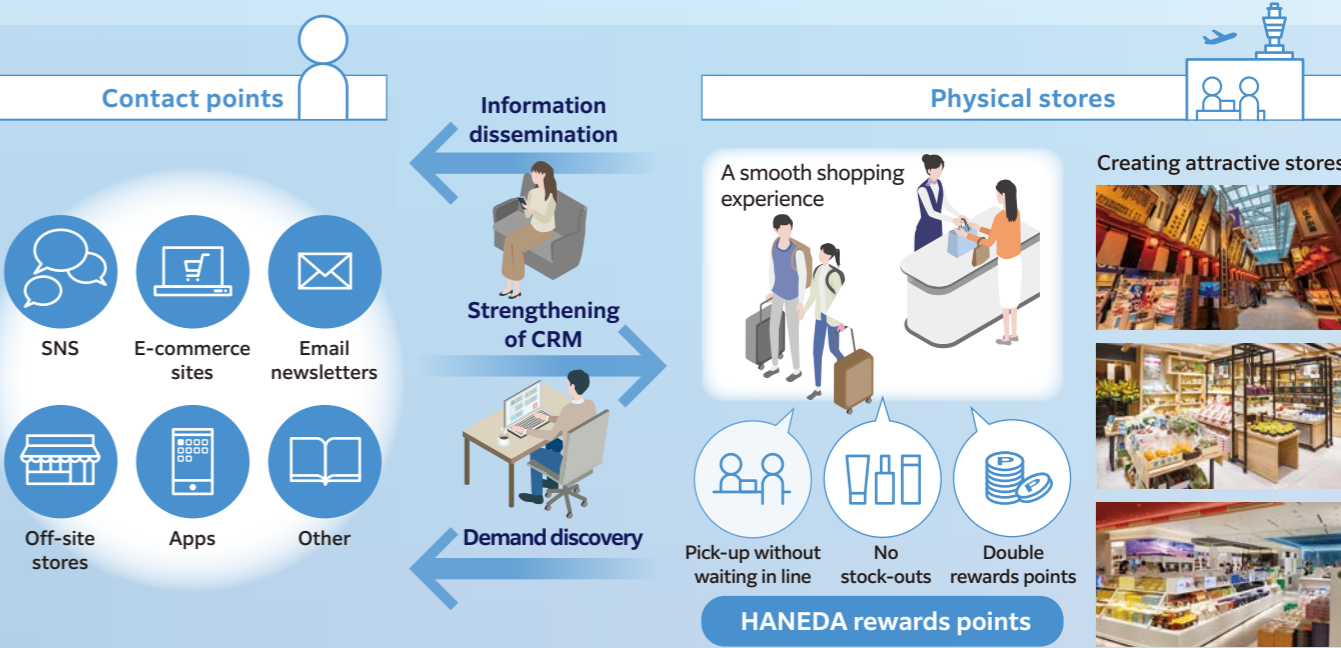 Contact points
SNS
E-commerce
sites
Email
newsletters
Off-site
stores
Apps
Other
Information
dissemination
Strengthening
of CRM
Demand discovery
Physical stores
A smooth shopping
experience
P
P
Pick-up without
waiting in line
No
stock-outs
Double
rewards points
HANEDA rewards points
Creating attractive stores